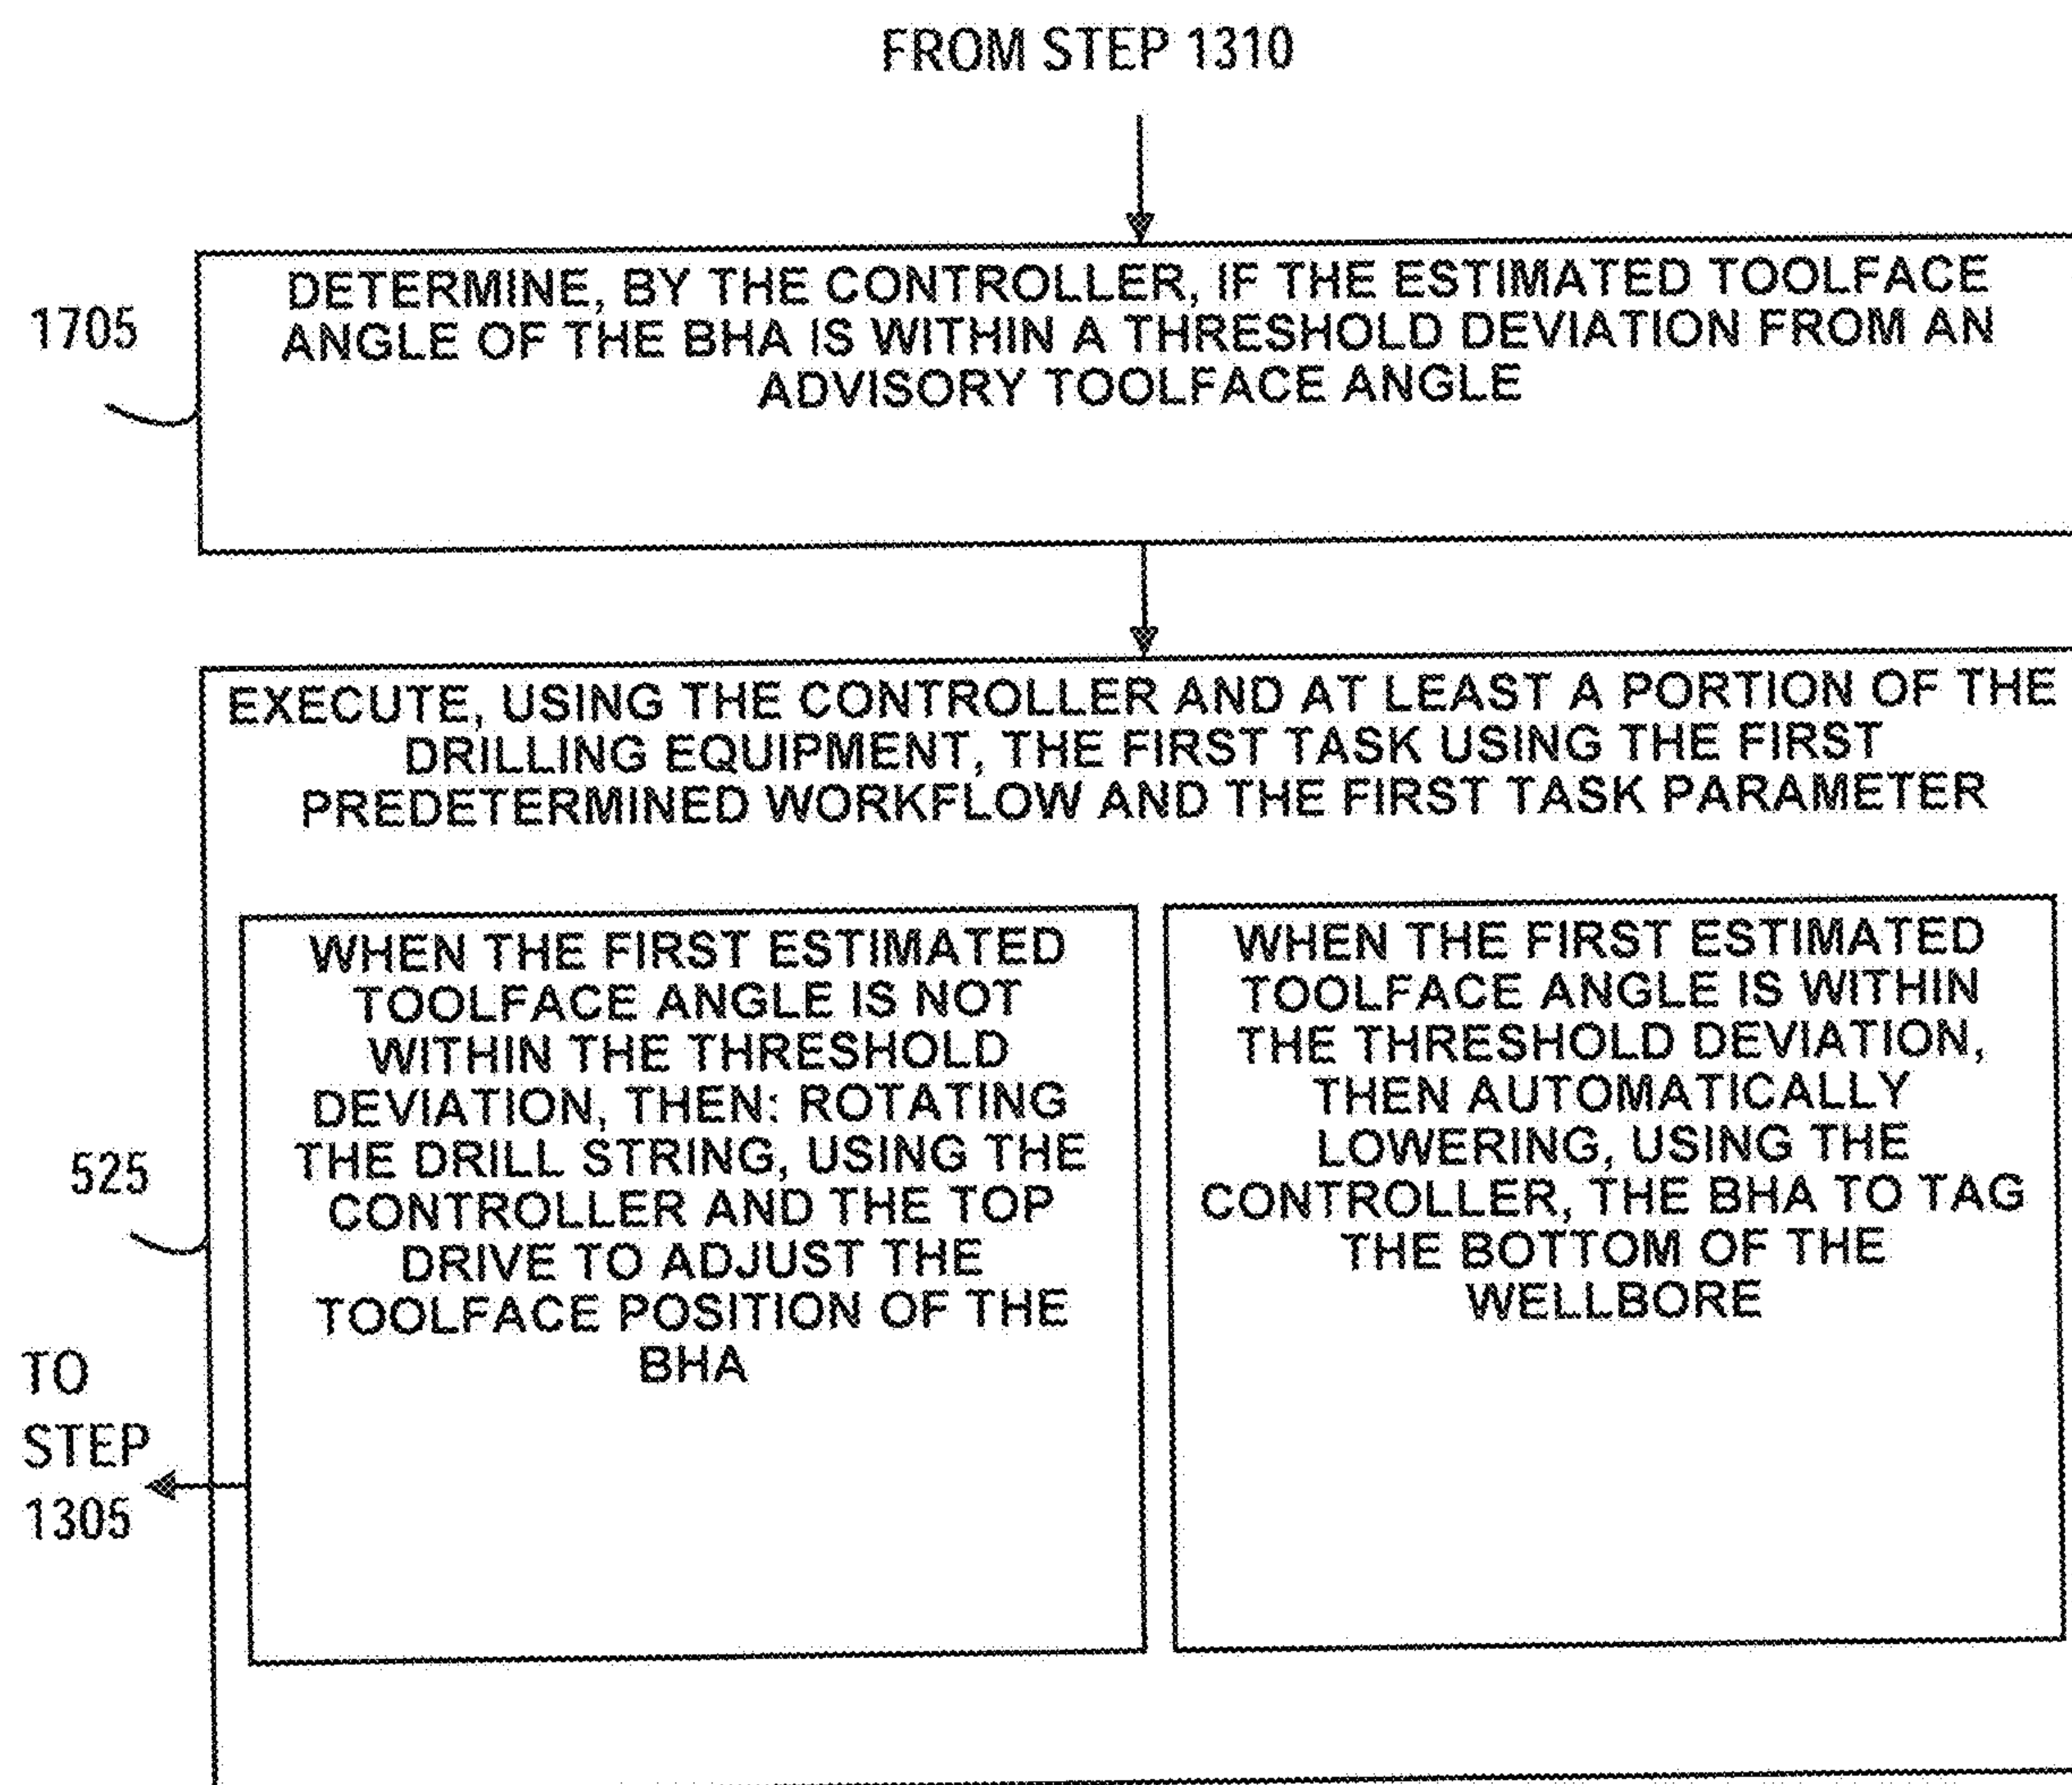 FROM STEP 1310
1705
DETERMINE, BY THE CONTROLLER, IF THE ESTIMATED TOOLFACE
ANGLE OF THE BHA IS WITHIN A THRESHOLD DEVIATION FROM AN
ADVISORY TOOLFACE ANGLE
EXECUTE, USING THE CONTROLLER AND AT LEAST A PORTION OF THE
DRILLING EQUIPMENT, THE FIRST TASK USING THE FIRST
PREDETERMINED WORKFLOW AND THE FIRST TASK PARAMETER
525
WHEN THE FIRST ESTIMATED
TOOLFACE ANGLE IS NOT
WITHIN THE THRESHOLD
DEVIATION, THEN: ROTATING
THE DRILL STRING, USING THE
CONTROLLER AND THE TOP
DRIVE TO ADJUST THE
TOOLFACE POSITION OF THE
BHA
WHEN THE FIRST ESTIMATED
TOOLFACE ANGLE IS WITHIN
THE THRESHOLD DEVIATION,
THEN AUTOMATICALLY
LOWERING, USING THE
CONTROLLER, THE BHA TO TAG
THE BOTTOM OF THE
WELLBORE
TO
STEP
1305